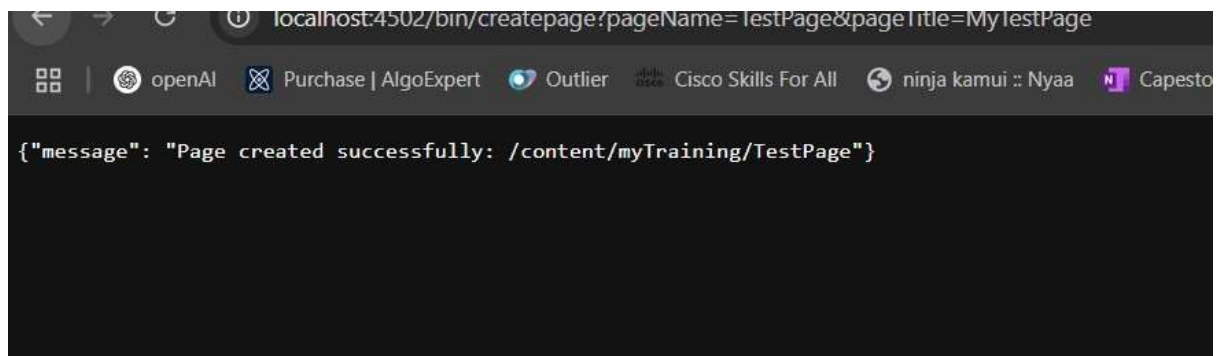 localhost:4502/bin/createpage?pageName=TestPage&pageTitle=MyTestPage
openAI Purchase | AlgoExpert Outlier Cisco Skills For All ninja kamui :: Nyaa Capesto
{"message": "Page created successfully: /content/myTraining/TestPage"}